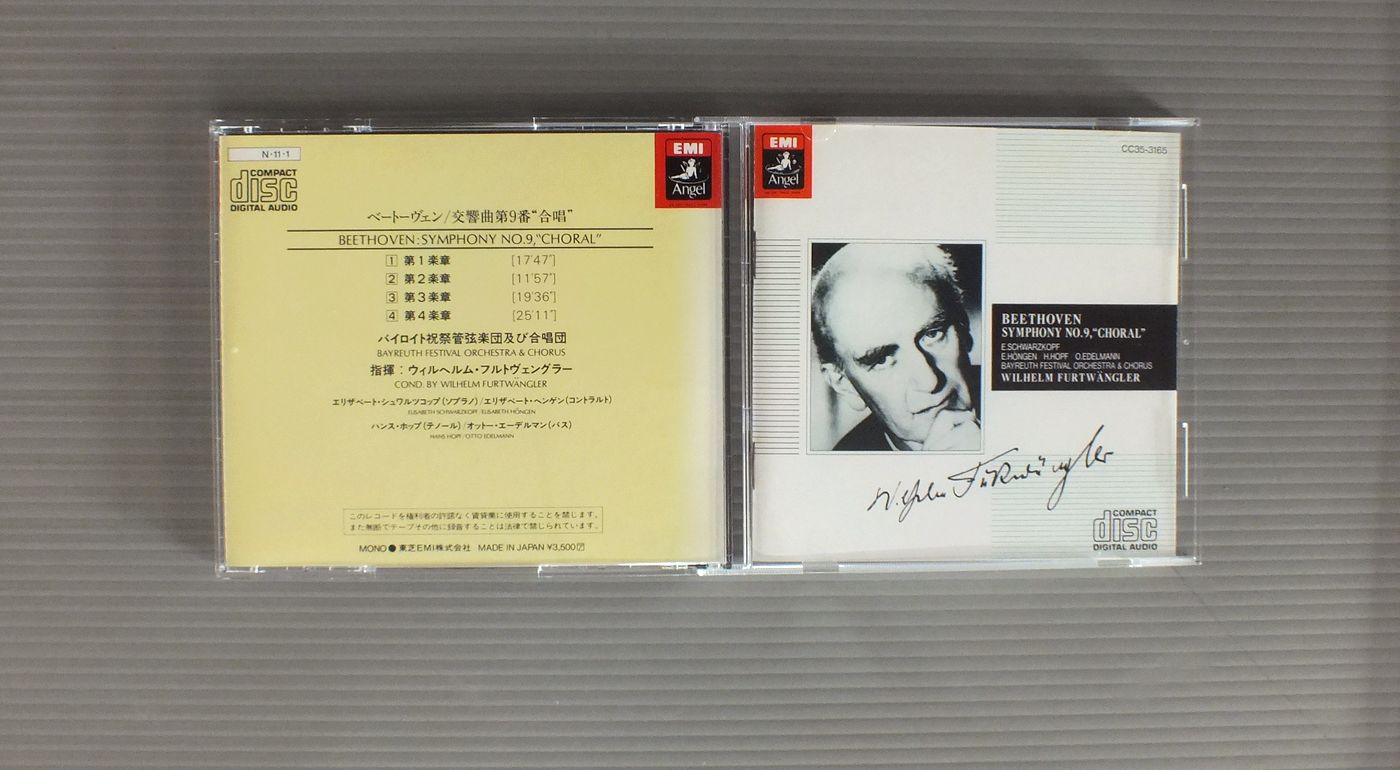 N・11・1
COMPACT
disc
DIGITAL AUDIO
EMI
Angel
ベートーヴェン/交響曲第9番“合唱”
BEETHOVEN: SYMPHONY NO.9, “CHORAL”
1 第1楽章 [17'47"]
2 第2楽章 [11'57"]
3 第3楽章 [19'36"]
4 第4楽章 [25'11"]
バイロイト祝祭管弦楽団及び合唱団
BAYREUTH FESTIVAL ORCHESTRA & CHORUS
指揮:ウィルヘルム・フルトヴェングラー
COND. BY WILHELM FURTWÄNGLER
エリザベート・シュワルツコップ(ソプラノ)/エリザベート・ヘンゲン(コントラルト)
ELISABETH SCHWARZKOPF/ELISABETH HÖNGEN
ハンス・ホップ(テノール)/オットー・エーデルマン(バス)
HANS HOPF/OTTO EDELMANN
このレコードを権利者の許諾なく賃貸業に使用することを禁じます。
また無断でテープその他に録音することは法律で禁じられています。
MONO●東芝EMI株式会社 MADE IN JAPAN ¥3,500
EMI
Angel
CC35-3165
BEETHOVEN
SYMPHONY NO.9, “CHORAL”
E.SCHWARZKOPF
E.HÖNGEN H.HOPF O.EDELMANN
BAYREUTH FESTIVAL ORCHESTRA & CHORUS
WILHELM FURTWÄNGLER
Wilhelm Furtwängler
COMPACT
disc
DIGITAL AUDIO